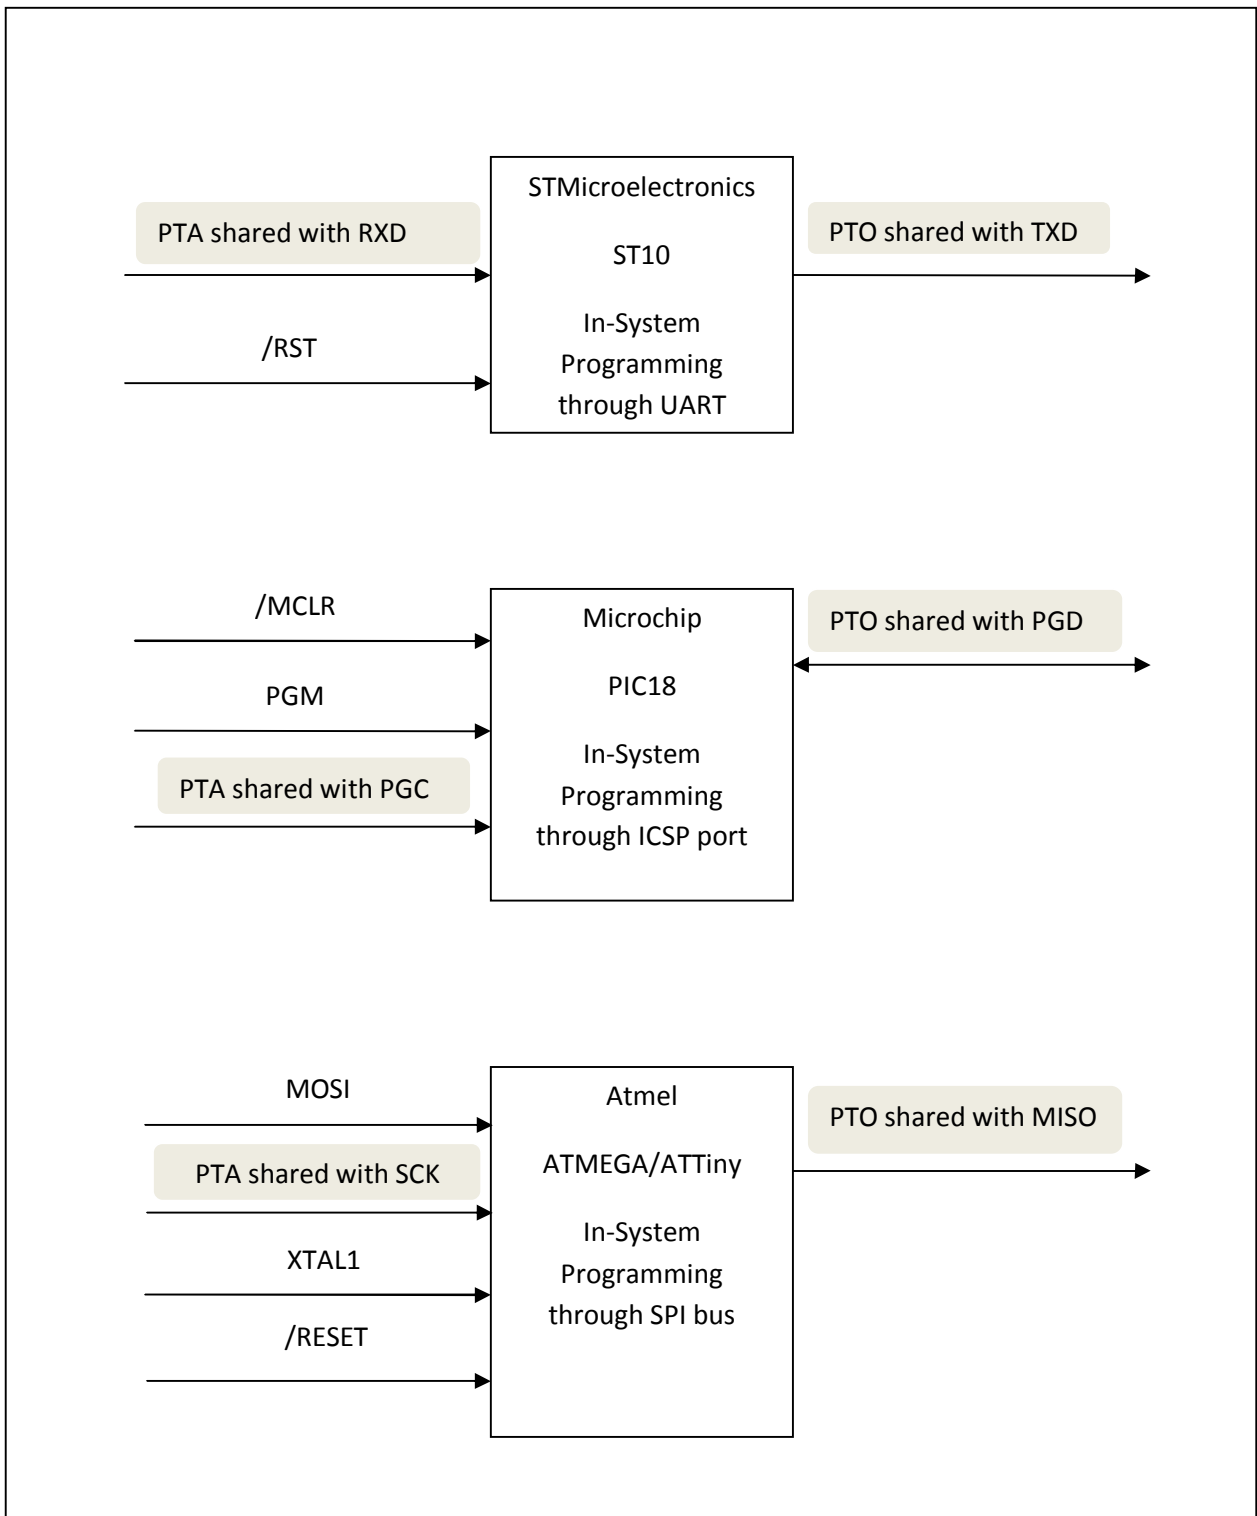 STMicroelectronics
PTA shared with RXD
PTO shared with TXD
ST10
In-System
/RST
Programming
through UART
/MCLR
Microchip
PTO shared with PGD
PGM
PIC18
In-System
PTA shared with PGC
Programming
through ICSP port
MOSI
Atmel
PTO shared with MISO
PTA shared with SCK
ATMEGA/ATTiny
In-System
XTAL1
Programming
through SPI bus
/RESET